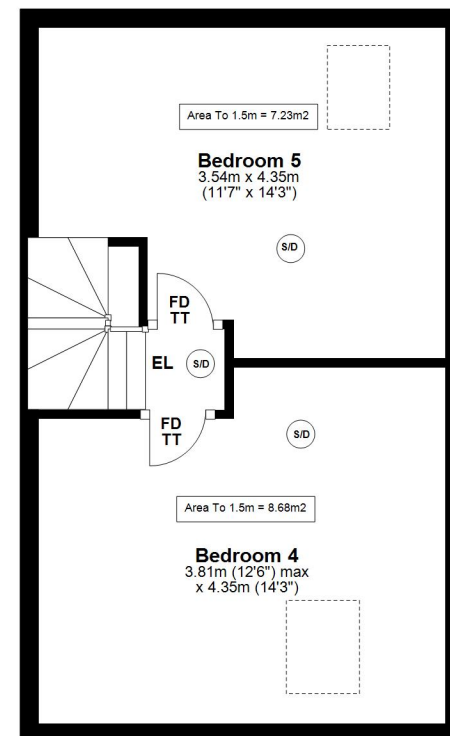 Area To 1.5m = 7.23m2
Bedroom 5
3.54m x 4.35m
(11'7" x 14'3")
S/D
FD
TT
EL
S/D
FD
TT
S/D
Area To 1.5m = 8.68m2
Bedroom 4
3.81m (12'6") max
x 4.35m (14'3")